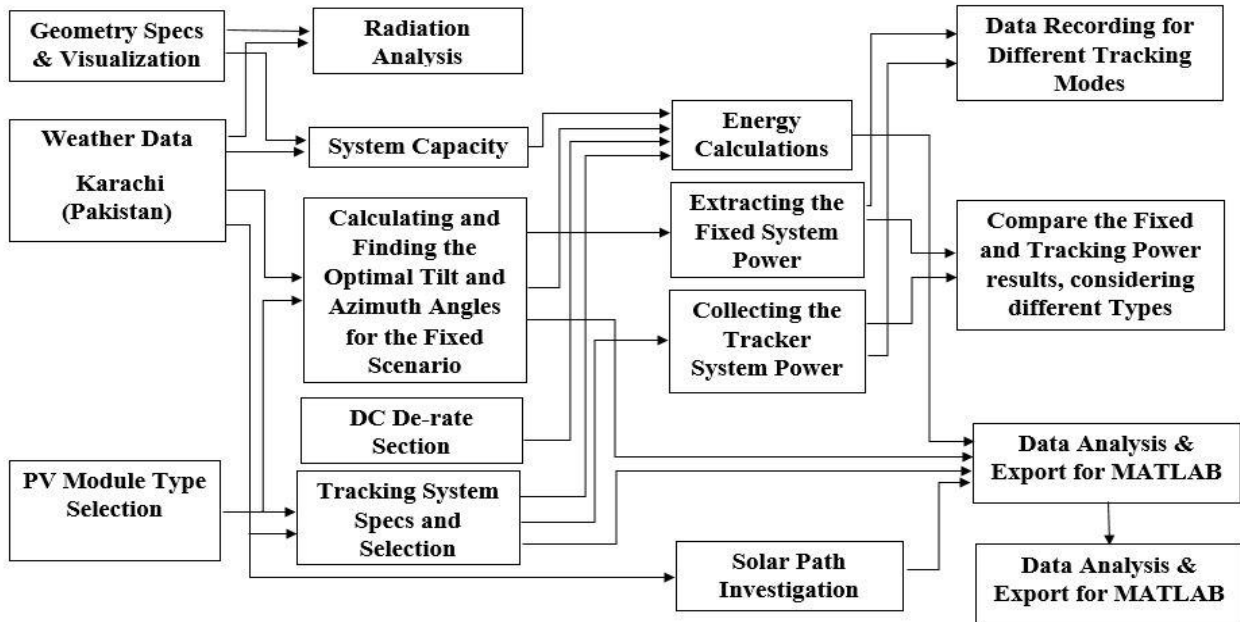 Geometry Specs
& Visualization
Radiation
Analysis
Data Recording for
Different Tracking
Modes
Weather Data
Karachi
(Pakistan)
System Capacity
Energy
Calculations
Calculating and
Finding the
Optimal Tilt and
Azimuth Angles
for the Fixed
Scenario
Extracting the
Fixed System
Power
Compare the Fixed
and Tracking Power
results, considering
different Types
Collecting the
Tracker
System Power
DC De-rate
Section
PV Module Type
Selection
Tracking System
Specs and
Selection
Data Analysis &
Export for MATLAB
Solar Path
Investigation
Data Analysis &
Export for MATLAB